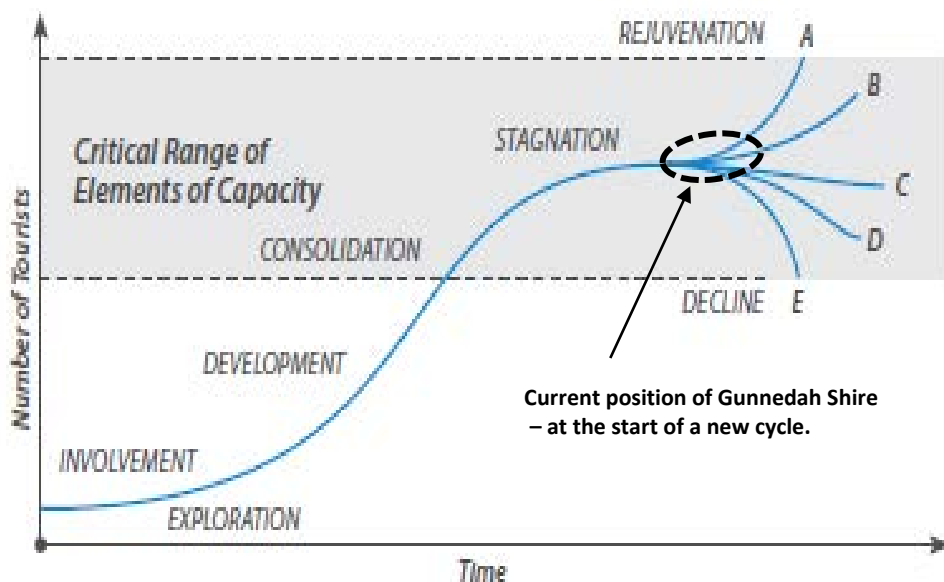 REJUVENATION
A
B
STAGNATION
Critical Range of
Elements of Capacity
C
CONSOLIDATION
D
DECLINE
E
Number of Tourists
DEVELOPMENT
Current position of Gunnedah Shire
– at the start of a new cycle.
INVOLVEMENT
EXPLORATION
Time